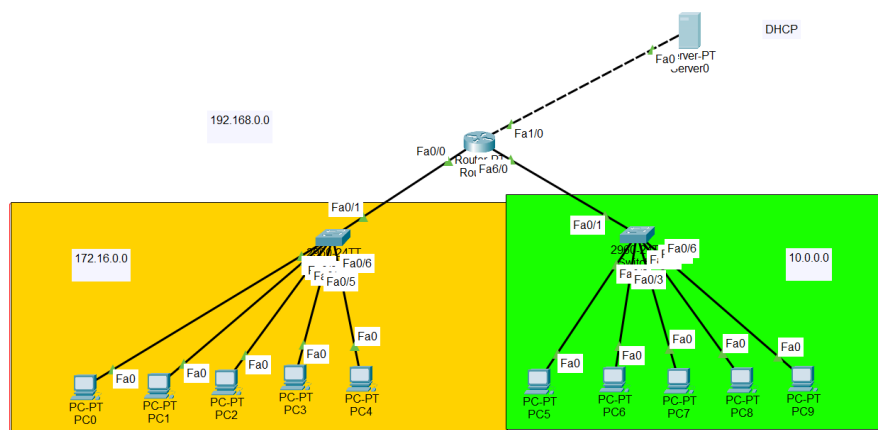 DHCP
Fa0
Server0
192.168.0.0
Fa1/0
Fa0/0
Fa6/0
Fa0/1
Fa0/1
172.16.0.0
Fa0/6
Fa0/5
Fa0/6
Fa0/3
10.0.0.0
Fa0
Fa0
Fa0
Fa0
Fa0
Fa0
Fa0
Fa0
Fa0
Fa0
PC-PT
PC0
PC-PT
PC1
PC-PT
PC2
PC-PT
PC3
PC-PT
PC4
PC-PT
PC5
PC-PT
PC6
PC-PT
PC7
PC-PT
PC8
PC-PT
PC9